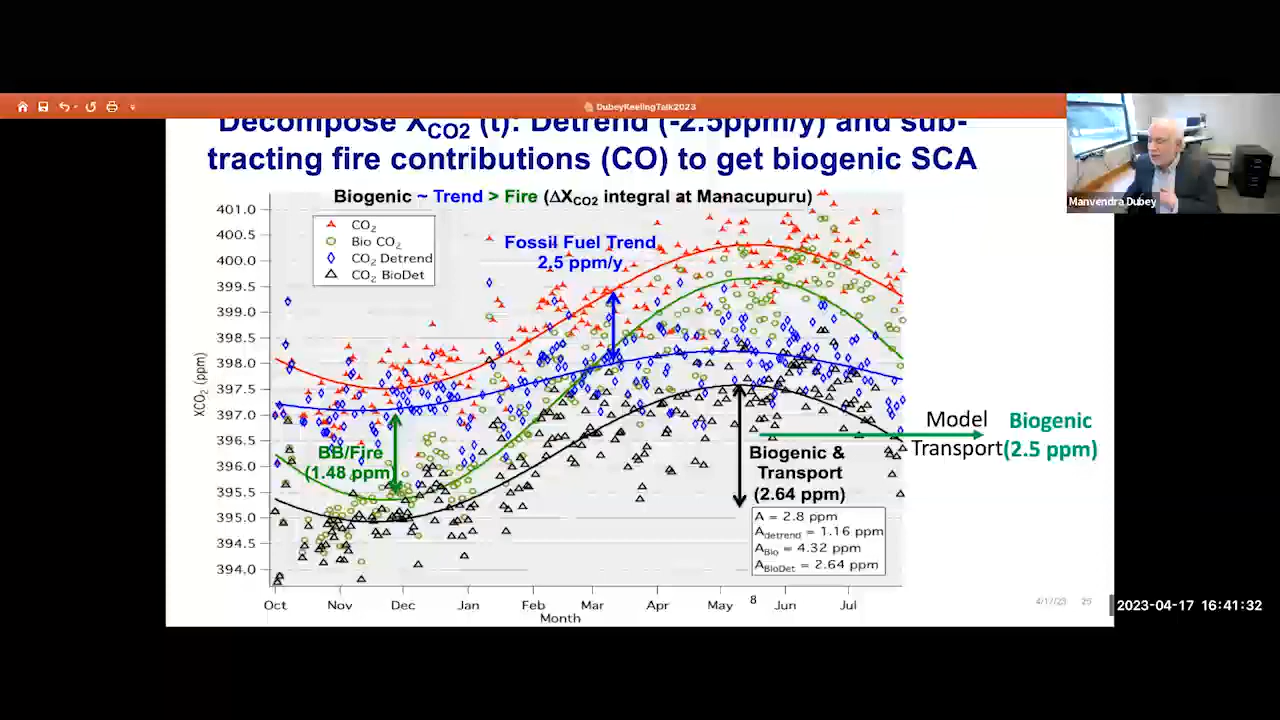 DubeyKeelingTalk2023
Manvendra Dubey
Decompose XCO2 (t): Detrend (-2.5ppm/y) and sub-
tracting fire contributions (CO) to get biogenic SCA
Biogenic ~ Trend > Fire (ΔXCO2 integral at Manacupuru)
CO2
Bio CO2
CO2 Detrend
CO2 BioDet
Fossil Fuel Trend
2.5 ppm/y
401.0
400.5
400.0
399.5
399.0
398.5
398.0
397.5
397.0
396.5
396.0
395.5
395.0
394.5
394.0
XCO2 (ppm)
BB/Fire
(1.48 ppm)
Biogenic &
Transport
(2.64 ppm)
Model
Transport
Biogenic
(2.5 ppm)
A = 2.8 ppm
Adetrend = 1.16 ppm
ABio = 4.32 ppm
ABioDet = 2.64 ppm
Oct Nov Dec Jan Feb Mar Apr May 8 Jun Jul
Month
4/17/23 25
2023-04-17 16:41:32